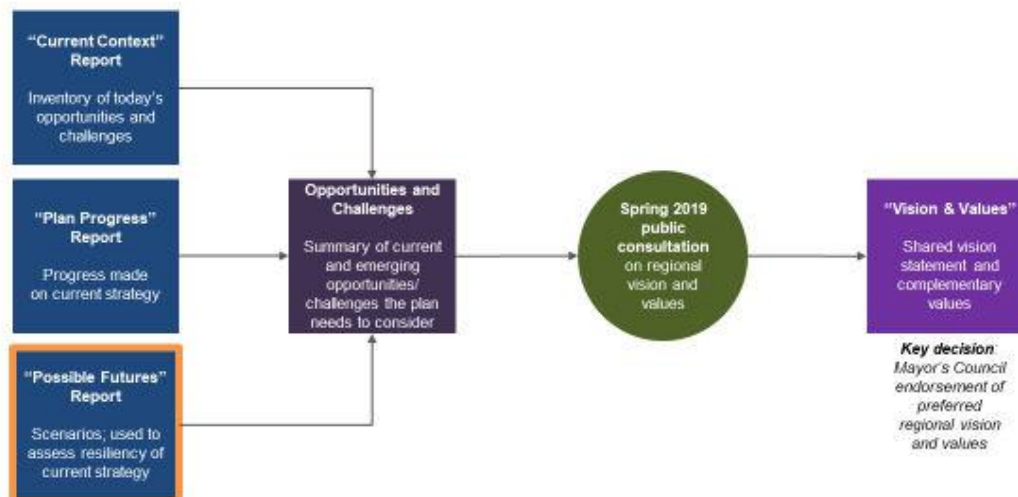 “Current Context”
Report
Inventory of today’s
opportunities and
challenges
“Plan Progress”
Report
Progress made
on current strategy
“Possible Futures”
Report
Scenarios; used to
assess resiliency of
current strategy
Opportunities and
Challenges
Summary of current
and emerging
opportunities/
challenges the plan
needs to consider
Spring 2019
public
consultation
on regional
vision and
values
“Vision & Values”
Shared vision
statement and
complementary
values
Key decision:
Mayor’s Council
endorsement of
preferred
regional vision
and values